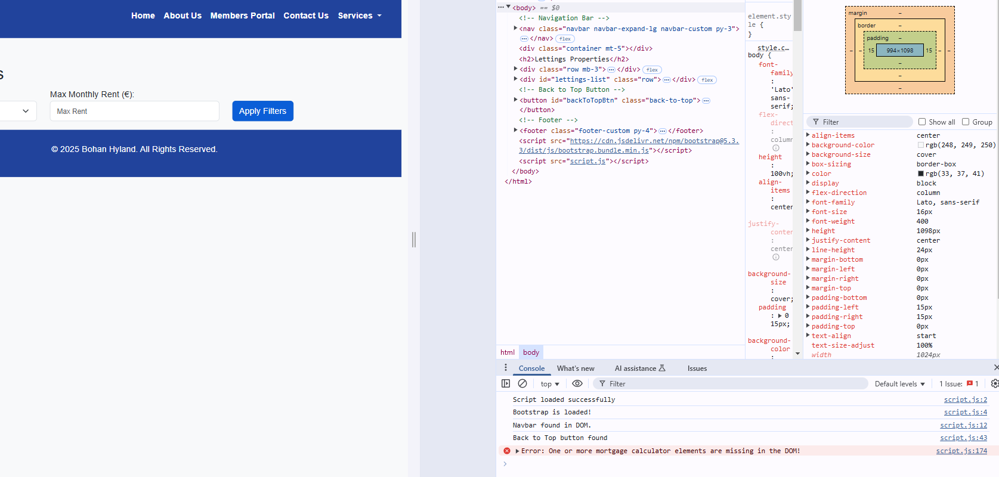 Home About Us Members Portal Contact Us Services
s
Max Monthly Rent (€):
Max Rent
Apply Filters
© 2025 Bohan Hyland. All Rights Reserved.
<body> == $0
<!-- Navigation Bar -->
<nav class="navbar navbar-expand-lg navbar-custom py-3">
</nav> flex
<div class="container mt-5"></div>
<h2>Lettings Properties</h2>
<div class="row mb-3"> </div> flex
<div id="lettings-list" class="row"> </div> flex
<!-- Back to Top Button -->
<button id="backToTopBtn" class="back-to-top">
</button>
<!-- Footer -->
<footer class="footer-custom py-4"> </footer>
<script src="https://cdn.jsdelivr.net/npm/bootstrap@5.3.
3/dist/js/bootstrap.bundle.min.js"></script>
<script src="script.js"></script>
</body>
</html>
html body
element.sty
le {
}
style.c…
body {
font-
family
:
'Lato'
sans-
serif;
flex-
direct
:
column
height
:
100vh;
align-
items
:
center
justify-
conter
:
center
background-
size
:
cover;
padding
: 0
15px;
background-
color
:
margin –
border –
padding –
– – 15 994×1098 15 – –
–
–
–
Filter Show all Group
align-items center
background-color rgb(248, 249, 250)
background-size cover
box-sizing border-box
color rgb(33, 37, 41)
display block
flex-direction column
font-family Lato, sans-serif
font-size 16px
font-weight 400
height 1098px
justify-content center
line-height 24px
margin-bottom 0px
margin-left 0px
margin-right 0px
margin-top 0px
padding-bottom 0px
padding-left 15px
padding-right 15px
padding-top 0px
text-align start
text-size-adjust 100%
width 1024px
Console What's new AI assistance Issues
top Filter Default levels 1 Issue: 1
Script loaded successfully script.js:2
Bootstrap is loaded! script.js:4
Navbar found in DOM. script.js:12
Back to Top button found script.js:43
Error: One or more mortgage calculator elements are missing in the DOM! script.js:174